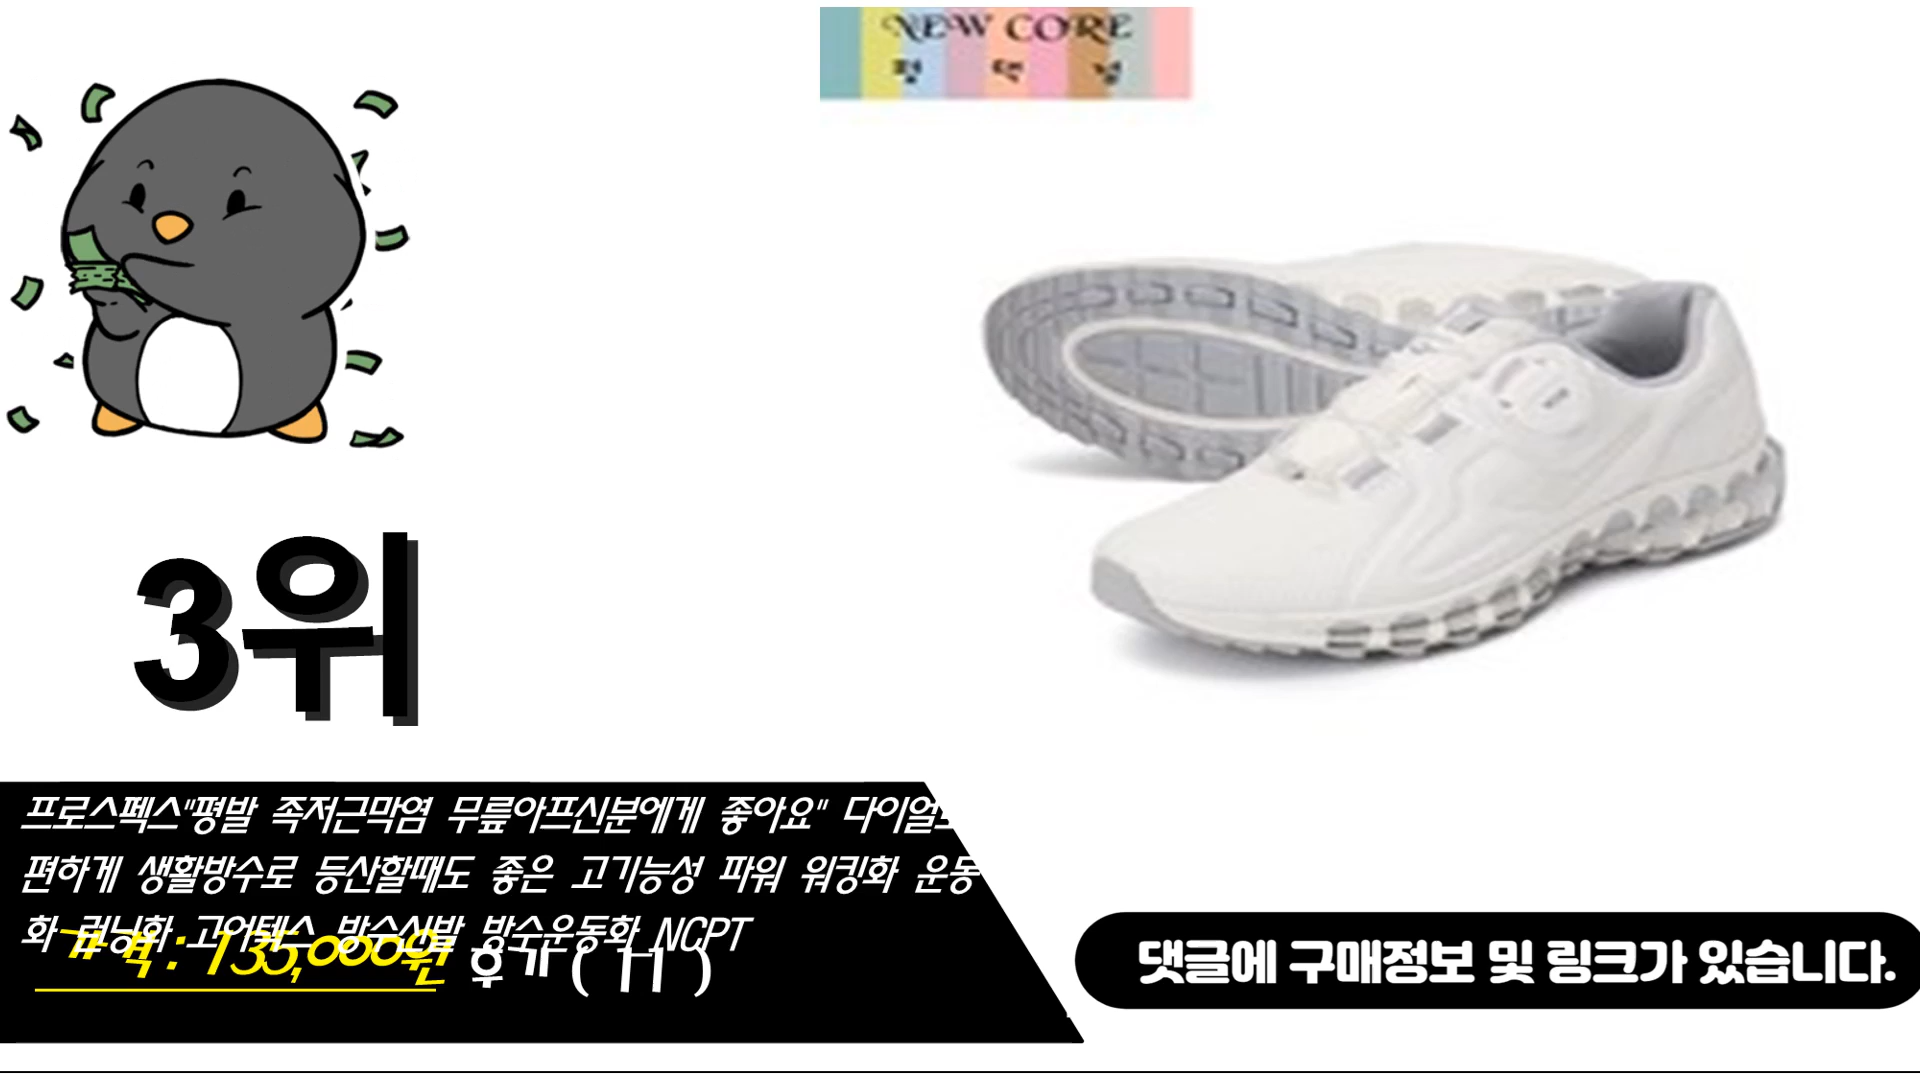 NEW CORE
평 택 점
3위
프로스펙스"평발 족저근막염 무릎아프신분에게 좋아요" 다이얼로
편하게 생활방수로 등산할때도 좋은 고기능성 파워 워킹화 운동
화 런닝화 고어텍스 방수신발 방수운동화 NCPT
가격 : 135,000원 후기( )
댓글에 구매정보 및 링크가 있습니다.